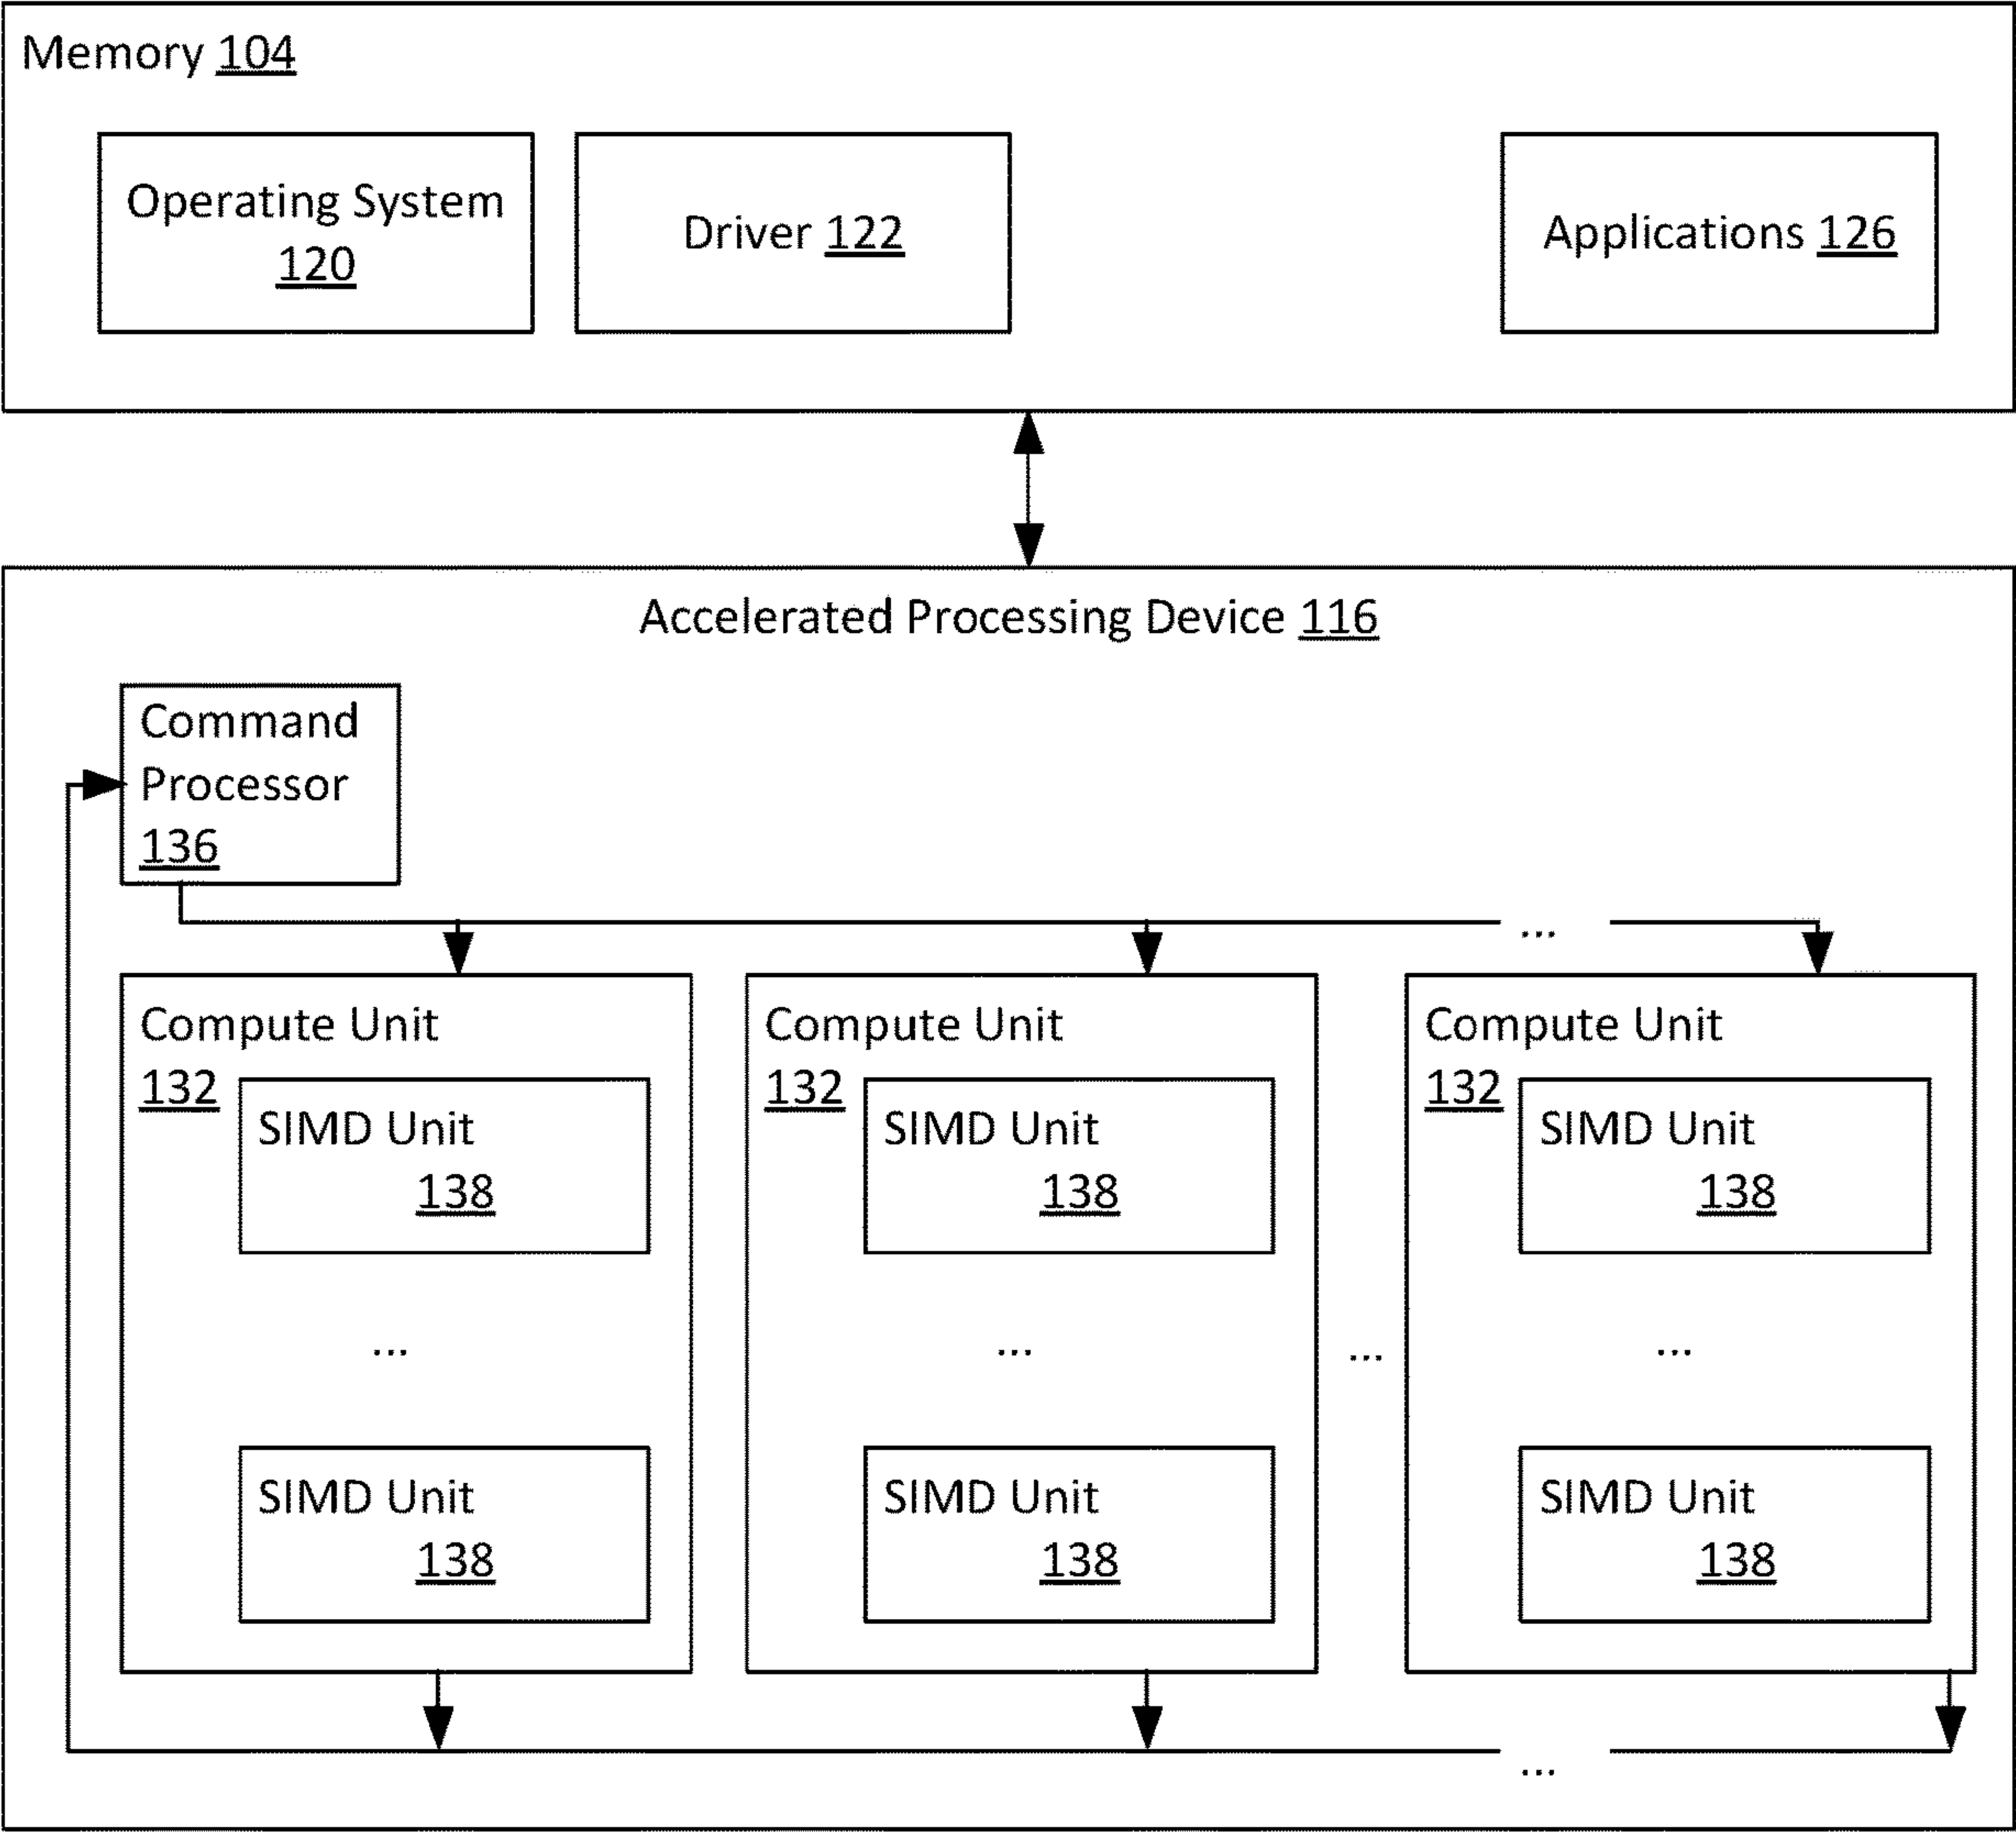 Memory 104
Operating System
120
Driver 122
Applications 126
Accelerated Processing Device 116
Command
Processor
136
...
Compute Unit
132
SIMD Unit
138
...
SIMD Unit
138
Compute Unit
132
SIMD Unit
138
...
SIMD Unit
138
...
Compute Unit
132
SIMD Unit
138
...
SIMD Unit
138
...